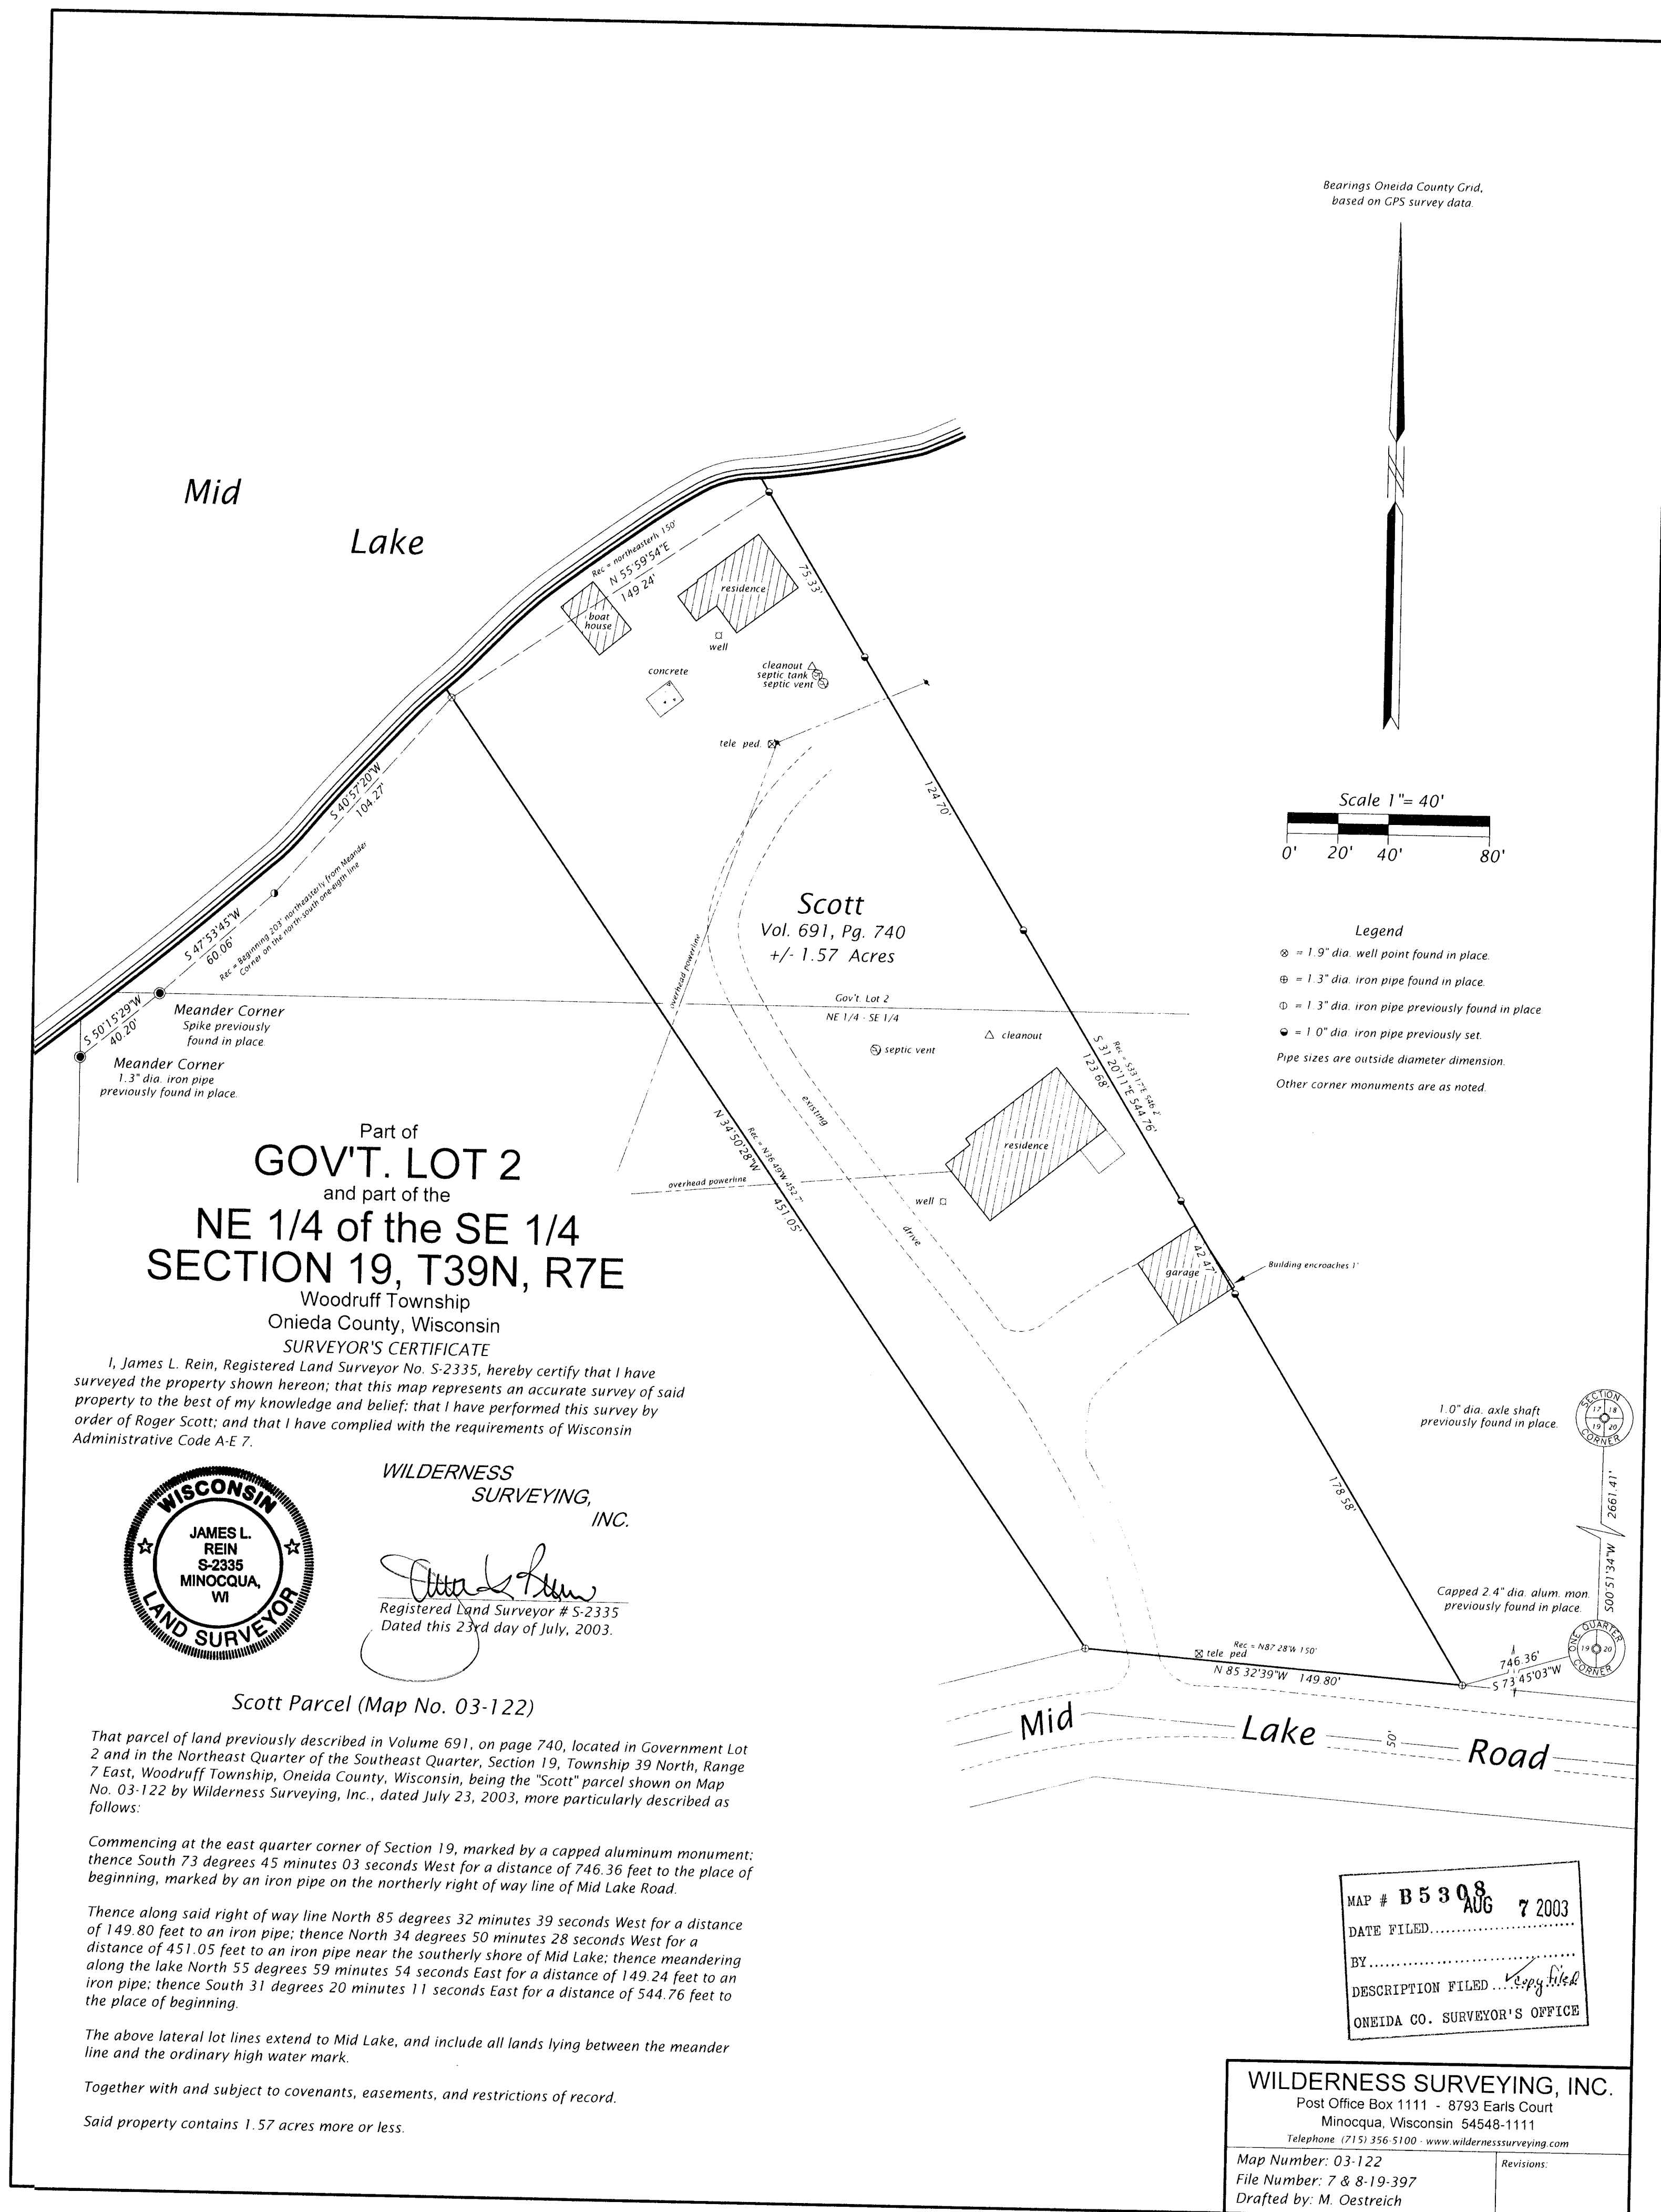 Bearings Oneida County Grid,
based on GPS survey data.
Mid
Lake
Rec = northeasterly 150'
N 55°59'54"E
149.24'
boat
house
residence
well
75.33'
concrete
cleanout
septic tank
septic vent
tele. ped.
S 40°57'20"W
104.27'
124.70'
Scale 1"= 40'
0' 20' 40' 80'
Rec = Beginning 203' northeasterly from Meander
Corner on the north-south one-eigth line
S 47°53'45"W
60.06'
Scott
Vol. 691, Pg. 740
+/- 1.57 Acres
overhead powerline
Legend
= 1.9" dia. well point found in place.
= 1.3" dia. iron pipe found in place.
= 1.3" dia. iron pipe previously found in place
= 1.0" dia. iron pipe previously set.
Pipe sizes are outside diameter dimension.
Other corner monuments are as noted.
Gov't. Lot 2
NE 1/4 - SE 1/4
S 50°15'29"W
40.20'
Meander Corner
Spike previously
found in place.
Meander Corner
1.3" dia. iron pipe
previously found in place.
septic vent
cleanout
Rec = S33°17'E 546.2'
S 31°20'11"E 544.76'
123.68'
existing
drive
residence
overhead powerline
well
Rec = N36°49'W 452.7'
N 34°50'28"W
451.05'
42.47'
garage
Building encroaches 1'
Part of
GOV'T. LOT 2
and part of the
NE 1/4 of the SE 1/4
SECTION 19, T39N, R7E
Woodruff Township
Onieda County, Wisconsin
SURVEYOR'S CERTIFICATE
I, James L. Rein, Registered Land Surveyor No. S-2335, hereby certify that I have
surveyed the property shown hereon; that this map represents an accurate survey of said
property to the best of my knowledge and belief; that I have performed this survey by
order of Roger Scott; and that I have complied with the requirements of Wisconsin
Administrative Code A-E 7.
WISCONSIN
JAMES L.
REIN
S-2335
MINOCQUA,
WI
LAND SURVEYOR
WILDERNESS
SURVEYING,
INC.
Registered Land Surveyor # S-2335
Dated this 23rd day of July, 2003.
178.58'
1.0" dia. axle shaft
previously found in place.
SECTION
17 18
19 20
CORNER
S00°51'34"W 2661.41'
Capped 2.4" dia. alum. mon.
previously found in place.
ONE QUARTER
19 20
CORNER
746.36'
S 73°45'03"W
Rec = N87°28'W 150'
tele. ped.
N 85°32'39"W 149.80'
Mid Lake Road
50'
Scott Parcel (Map No. 03-122)
That parcel of land previously described in Volume 691, on page 740, located in Government Lot
2 and in the Northeast Quarter of the Southeast Quarter, Section 19, Township 39 North, Range
7 East, Woodruff Township, Oneida County, Wisconsin, being the "Scott" parcel shown on Map
No. 03-122 by Wilderness Surveying, Inc., dated July 23, 2003, more particularly described as
follows:
Commencing at the east quarter corner of Section 19, marked by a capped aluminum monument;
thence South 73 degrees 45 minutes 03 seconds West for a distance of 746.36 feet to the place of
beginning, marked by an iron pipe on the northerly right of way line of Mid Lake Road.
Thence along said right of way line North 85 degrees 32 minutes 39 seconds West for a distance
of 149.80 feet to an iron pipe; thence North 34 degrees 50 minutes 28 seconds West for a
distance of 451.05 feet to an iron pipe near the southerly shore of Mid Lake; thence meandering
along the lake North 55 degrees 59 minutes 54 seconds East for a distance of 149.24 feet to an
iron pipe; thence South 31 degrees 20 minutes 11 seconds East for a distance of 544.76 feet to
the place of beginning.
The above lateral lot lines extend to Mid Lake, and include all lands lying between the meander
line and the ordinary high water mark.
Together with and subject to covenants, easements, and restrictions of record.
Said property contains 1.57 acres more or less.
MAP # B5308
AUG 7 2003
DATE FILED
BY
DESCRIPTION FILED copy filed
ONEIDA CO. SURVEYOR'S OFFICE
WILDERNESS SURVEYING, INC.
Post Office Box 1111 - 8793 Earls Court
Minocqua, Wisconsin 54548-1111
Telephone (715) 356-5100 - www.wildernesssurveying.com
Map Number: 03-122
File Number: 7 & 8-19-397
Drafted by: M. Oestreich
Revisions: